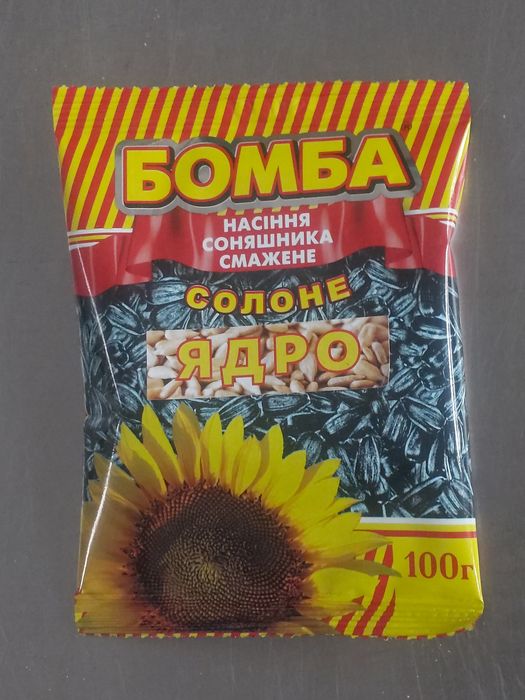 БОМБА®
НАСІННЯ
СОНЯШНИКА
СМАЖЕНЕ
СОЛОНЕ
ЯДРО
100г